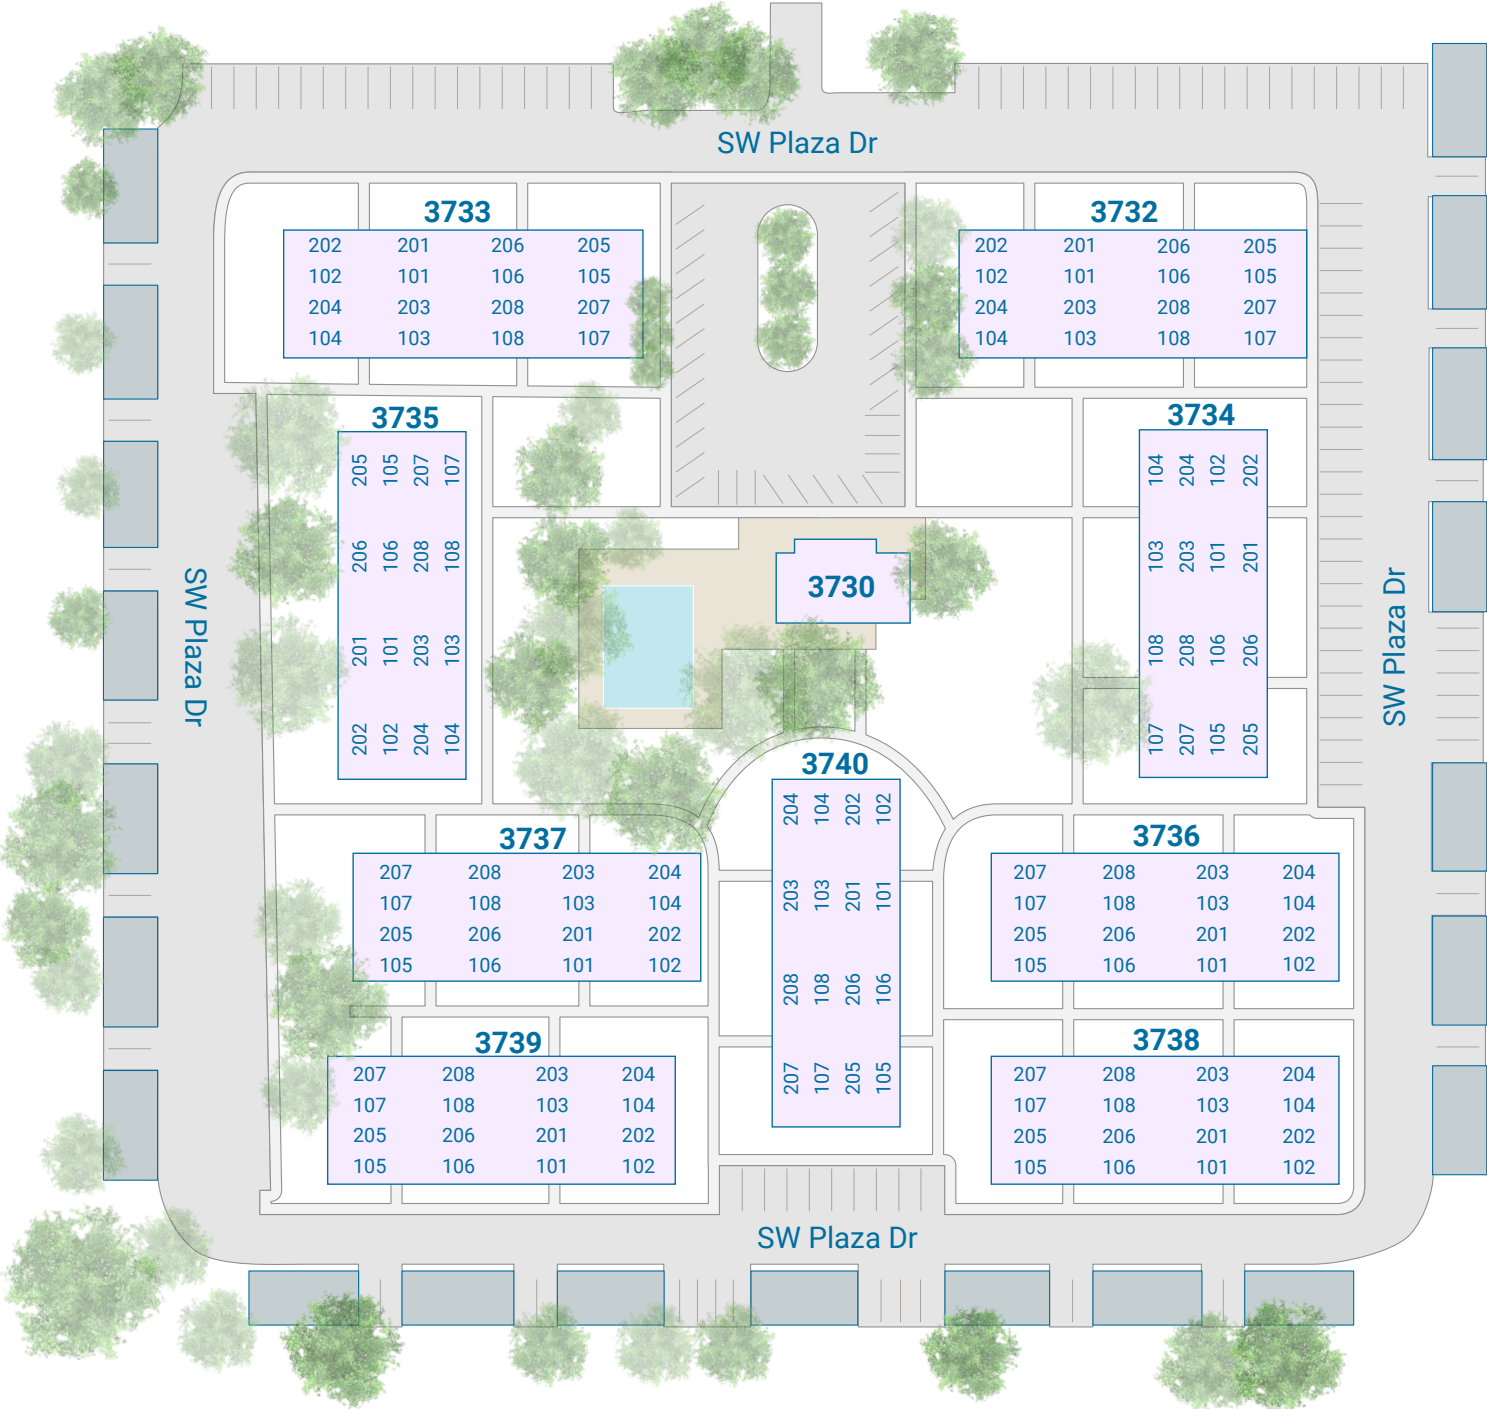 SW Plaza Dr
3733
202 201 206 205
102 101 106 105
204 203 208 207
104 103 108 107
3732
202 201 206 205
102 101 106 105
204 203 208 207
104 103 108 107
3735
205 105 207 107
206 106 208 108
201 101 203 103
202 102 204 104
3734
104 204 102 202
103 203 101 201
108 208 106 206
107 207 105 205
3730
SW Plaza Dr
SW Plaza Dr
3740
204 104 202 102
203 103 201 101
208 108 206 106
207 107 205 105
3737
207 208 203 204
107 108 103 104
205 206 201 202
105 106 101 102
3736
207 208 203 204
107 108 103 104
205 206 201 202
105 106 101 102
3739
207 208 203 204
107 108 103 104
205 206 201 202
105 106 101 102
3738
207 208 203 204
107 108 103 104
205 206 201 202
105 106 101 102
SW Plaza Dr